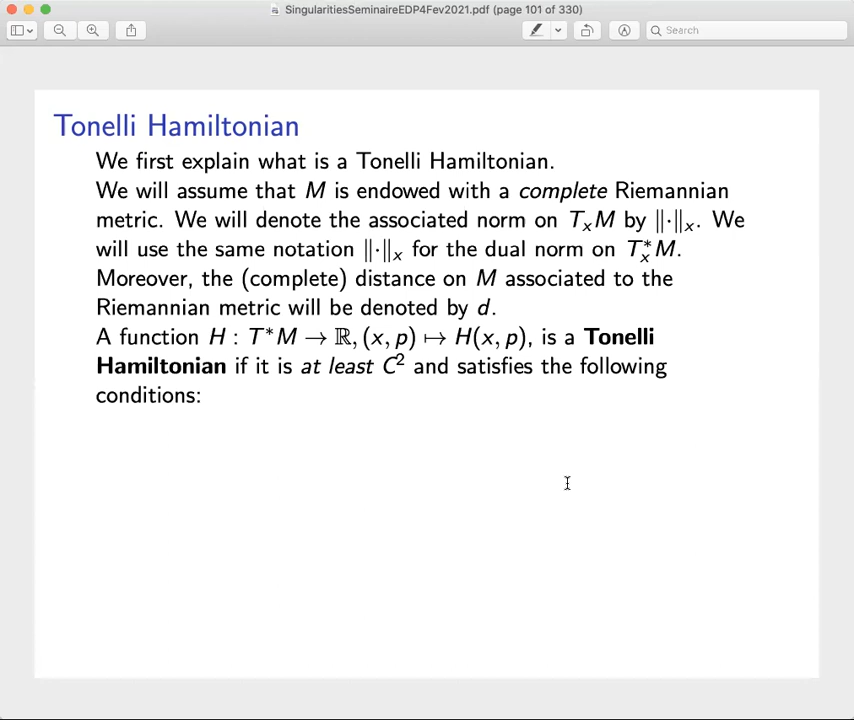 SingularitiesSeminaireEDP4Fev2021.pdf (page 101 of 330)
Search
Tonelli Hamiltonian
We first explain what is a Tonelli Hamiltonian.
We will assume that M is endowed with a complete Riemannian
metric. We will denote the associated norm on TₓM by ‖·‖ₓ. We
will use the same notation ‖·‖ₓ for the dual norm on Tₓ*M.
Moreover, the (complete) distance on M associated to the
Riemannian metric will be denoted by d.
A function H : T*M → ℝ, (x, p) ↦ H(x, p), is a Tonelli
Hamiltonian if it is at least C² and satisfies the following
conditions: